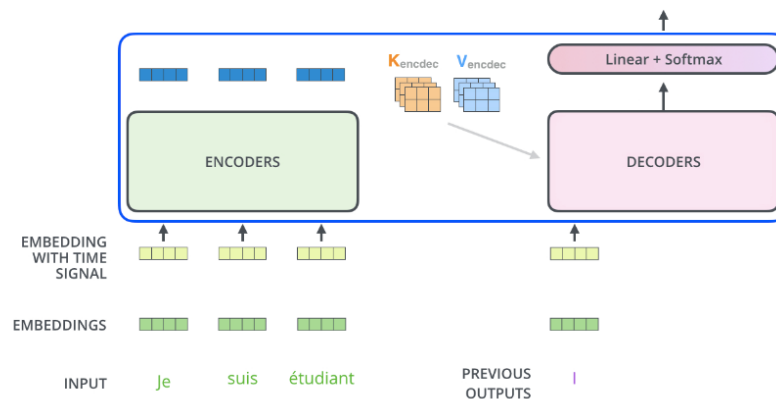 Kencdec Vencdec
Linear + Softmax
ENCODERS
DECODERS
EMBEDDING
WITH TIME
SIGNAL
EMBEDDINGS
INPUT
Je suis étudiant
PREVIOUS
OUTPUTS
I